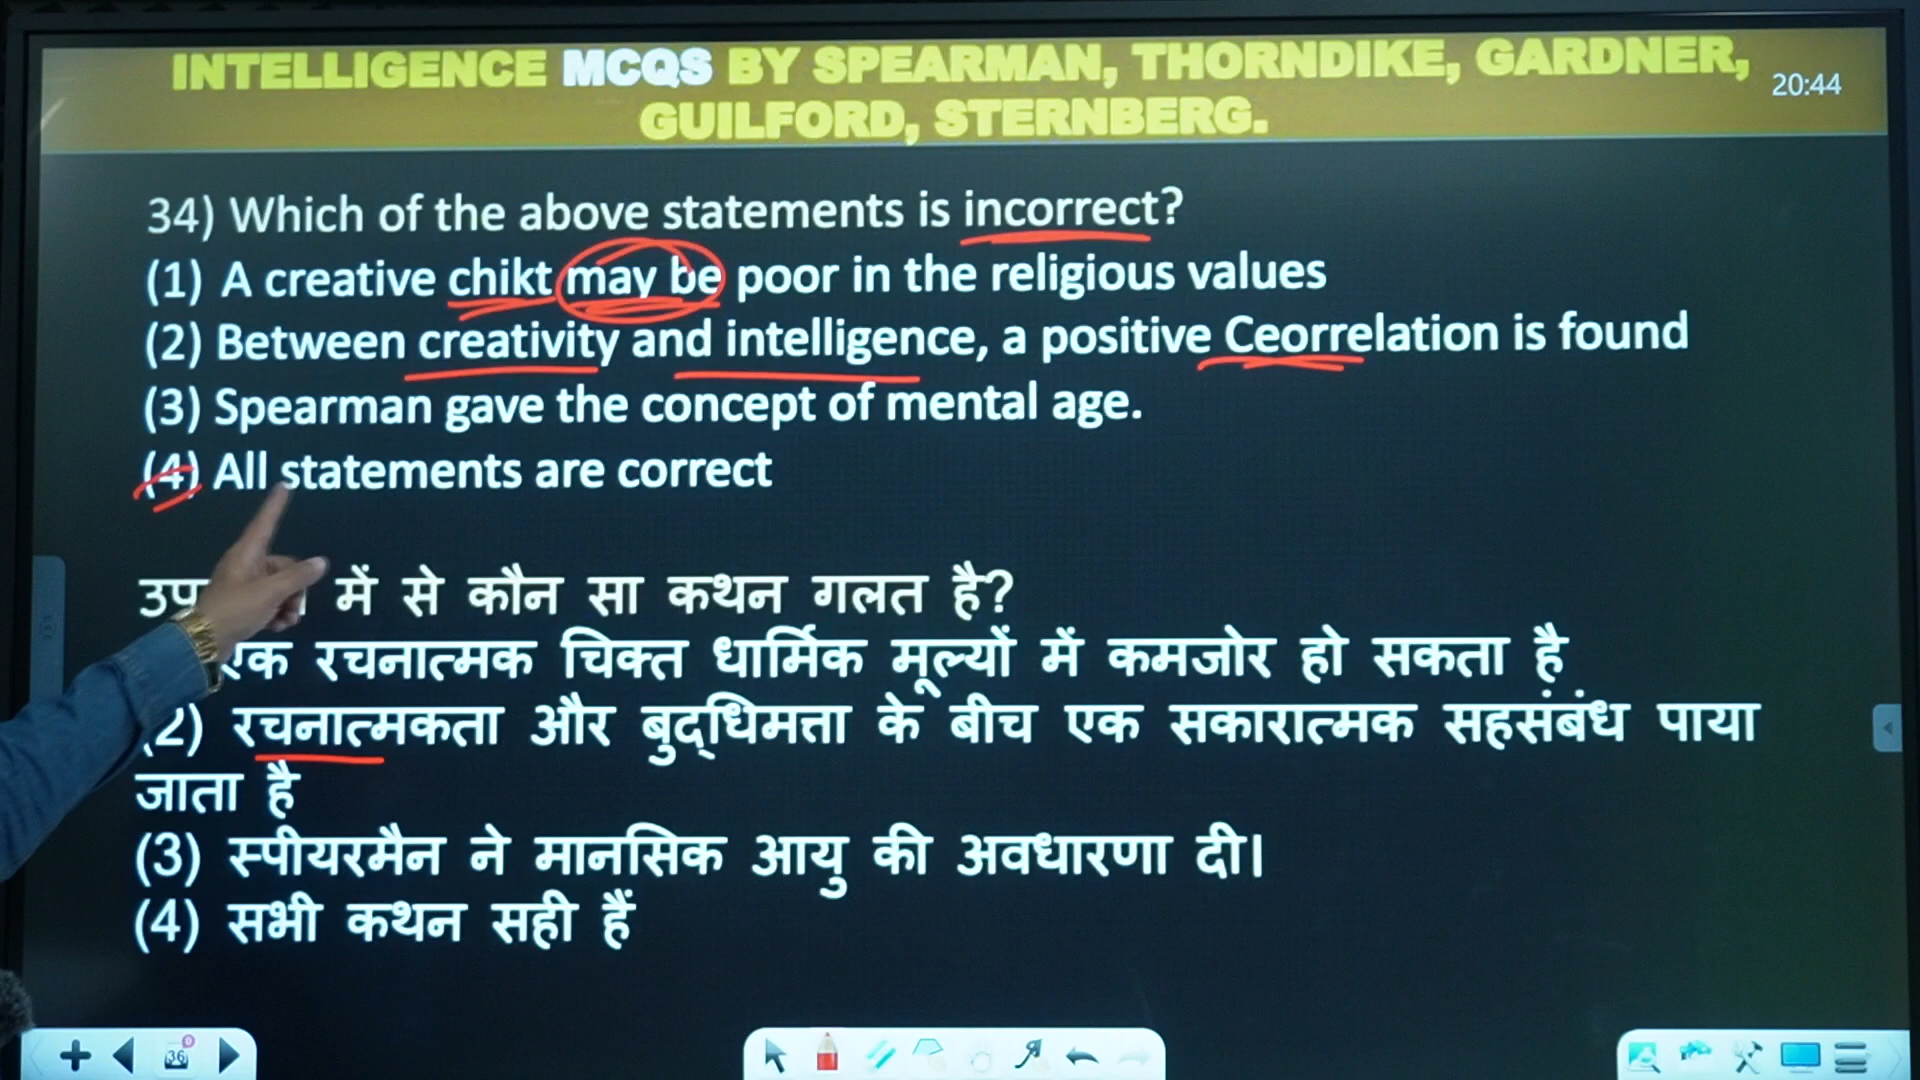 INTELLIGENCE MCQS BY SPEARMAN, THORNDIKE, GARDNER,
GUILFORD, STERNBERG.
20:44
34) Which of the above statements is incorrect?
(1) A creative chikt may be poor in the religious values
(2) Between creativity and intelligence, a positive Ceorrelation is found
(3) Spearman gave the concept of mental age.
(4) All statements are correct
में से कौन सा कथन गलत है?
एक रचनात्मक चिक्त धार्मिक मूल्यों में कमजोर हो सकता है
(2) रचनात्मकता और बुद्धिमत्ता के बीच एक सकारात्मक सहसंबंध पाया
जाता है
(3) स्पीयरमैन ने मानसिक आयु की अवधारणा दी।
(4) सभी कथन सही हैं
36